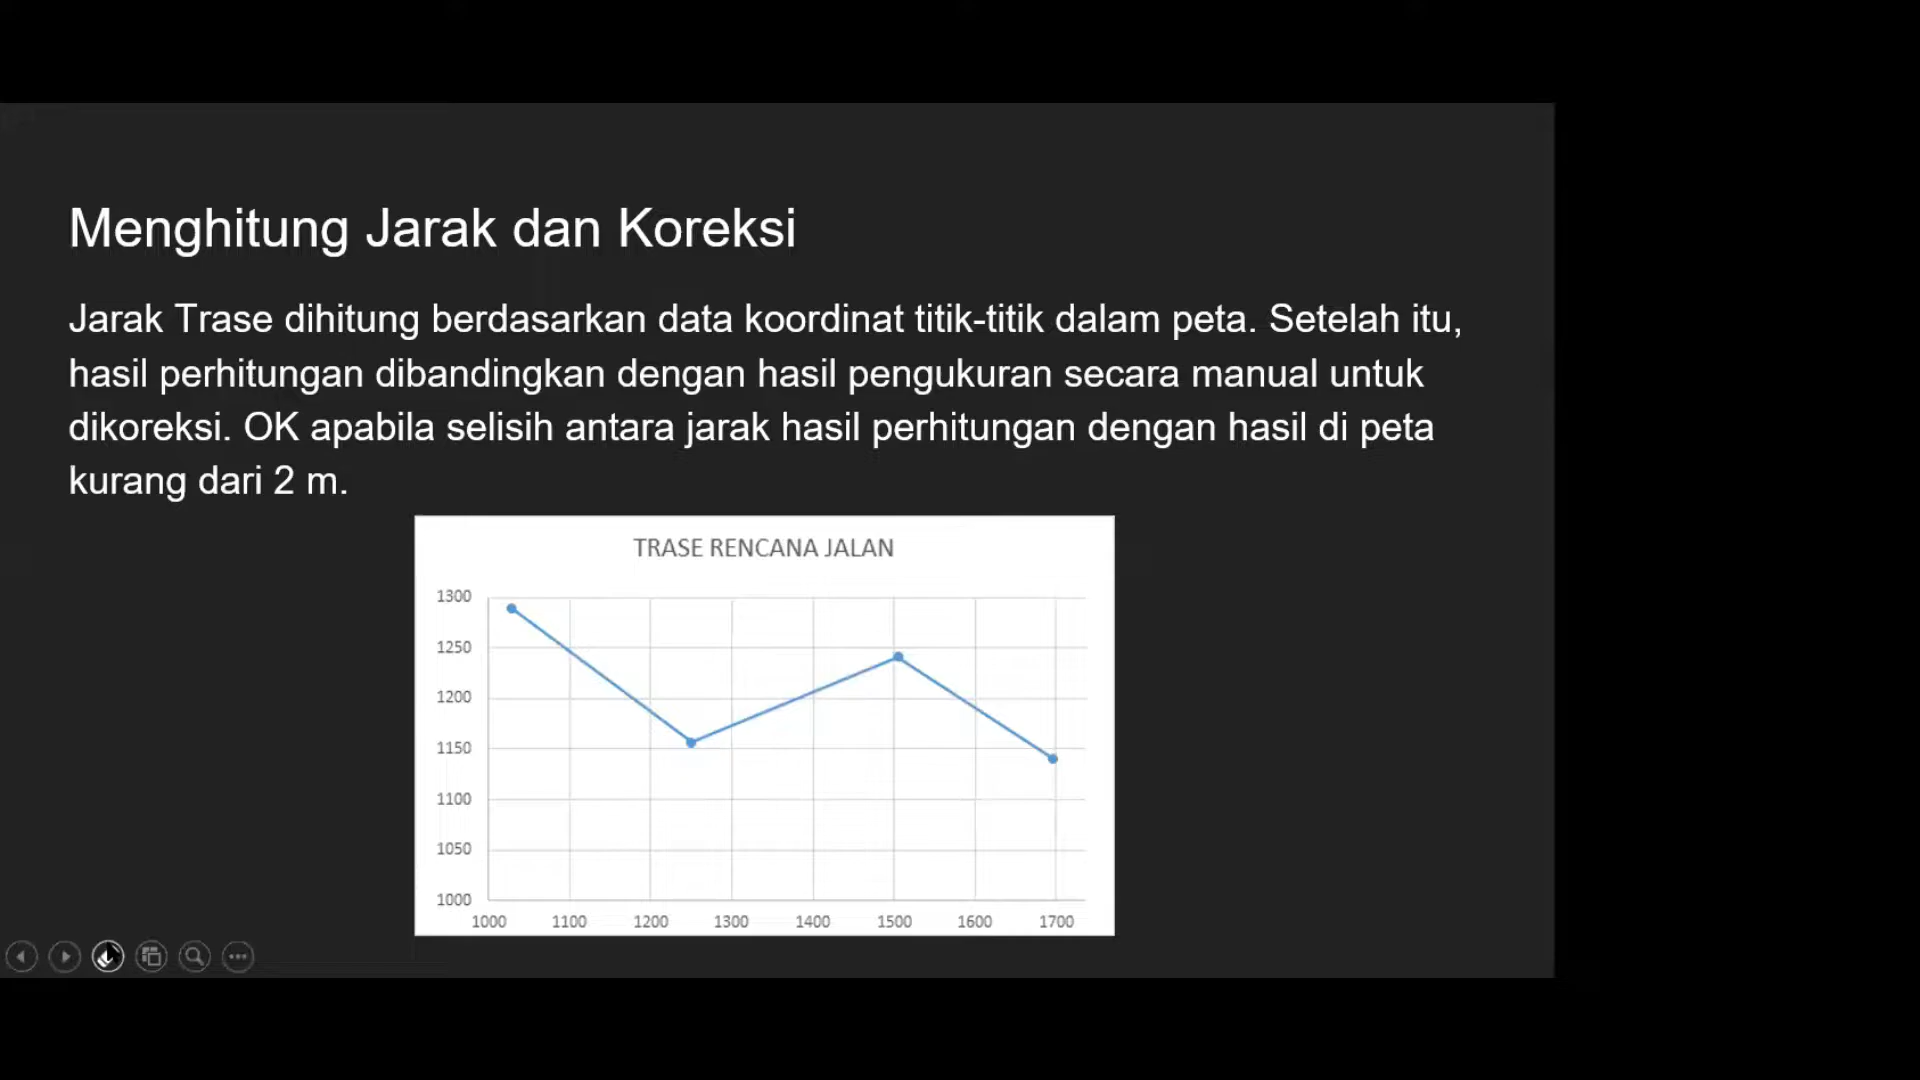 Menghitung Jarak dan Koreksi
Jarak Trase dihitung berdasarkan data koordinat titik-titik dalam peta. Setelah itu,
hasil perhitungan dibandingkan dengan hasil pengukuran secara manual untuk
dikoreksi. OK apabila selisih antara jarak hasil perhitungan dengan hasil di peta
kurang dari 2 m.
TRASE RENCANA JALAN
1300
1250
1200
1150
1100
1050
1000
1000 1100 1200 1300 1400 1500 1600 1700